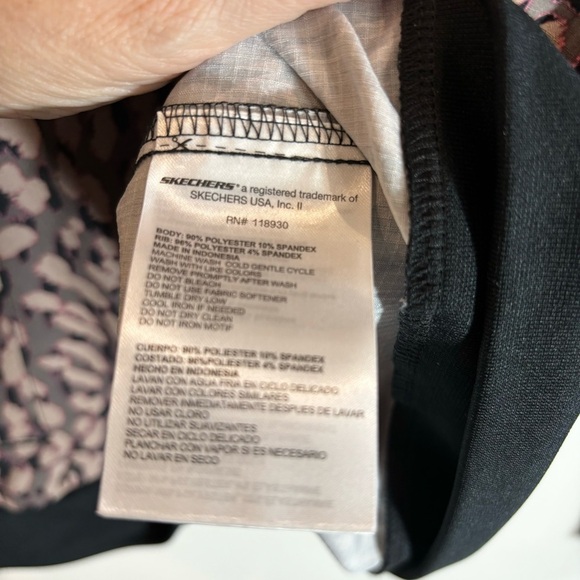 SKECHERS® a registered trademark of
SKECHERS USA, Inc. II
RN# 118930
BODY: 90% POLYESTER 10% SPANDEX
RIB: 96% POLYESTER 4% SPANDEX
MADE IN INDONESIA
MACHINE WASH COLD GENTLE CYCLE
WASH WITH LIKE COLORS
REMOVE PROMPTLY AFTER WASH
DO NOT BLEACH
DO NOT USE FABRIC SOFTENER
TUMBLE DRY LOW
COOL IRON IF NEEDED
DO NOT DRY CLEAN
DO NOT IRON MOTIF
CUERPO: 90% POLIESTER 10% SPANDEX
COSTADO: 96% POLIESTER 4% SPANDEX
HECHO EN INDONESIA
LAVAR CON AGUA FRIA EN CICLO DELICADO
LAVAR CON COLORES SIMILARES
REMOVER INMEDIATAMENTE DESPUES DE LAVAR
NO USAR CLORO
NO UTILIZAR SUAVIZANTES
SECAR EN CICLO DELICADO
PLANCHAR CON VAPOR SI ES NECESARIO
NO LAVAR EN SECO